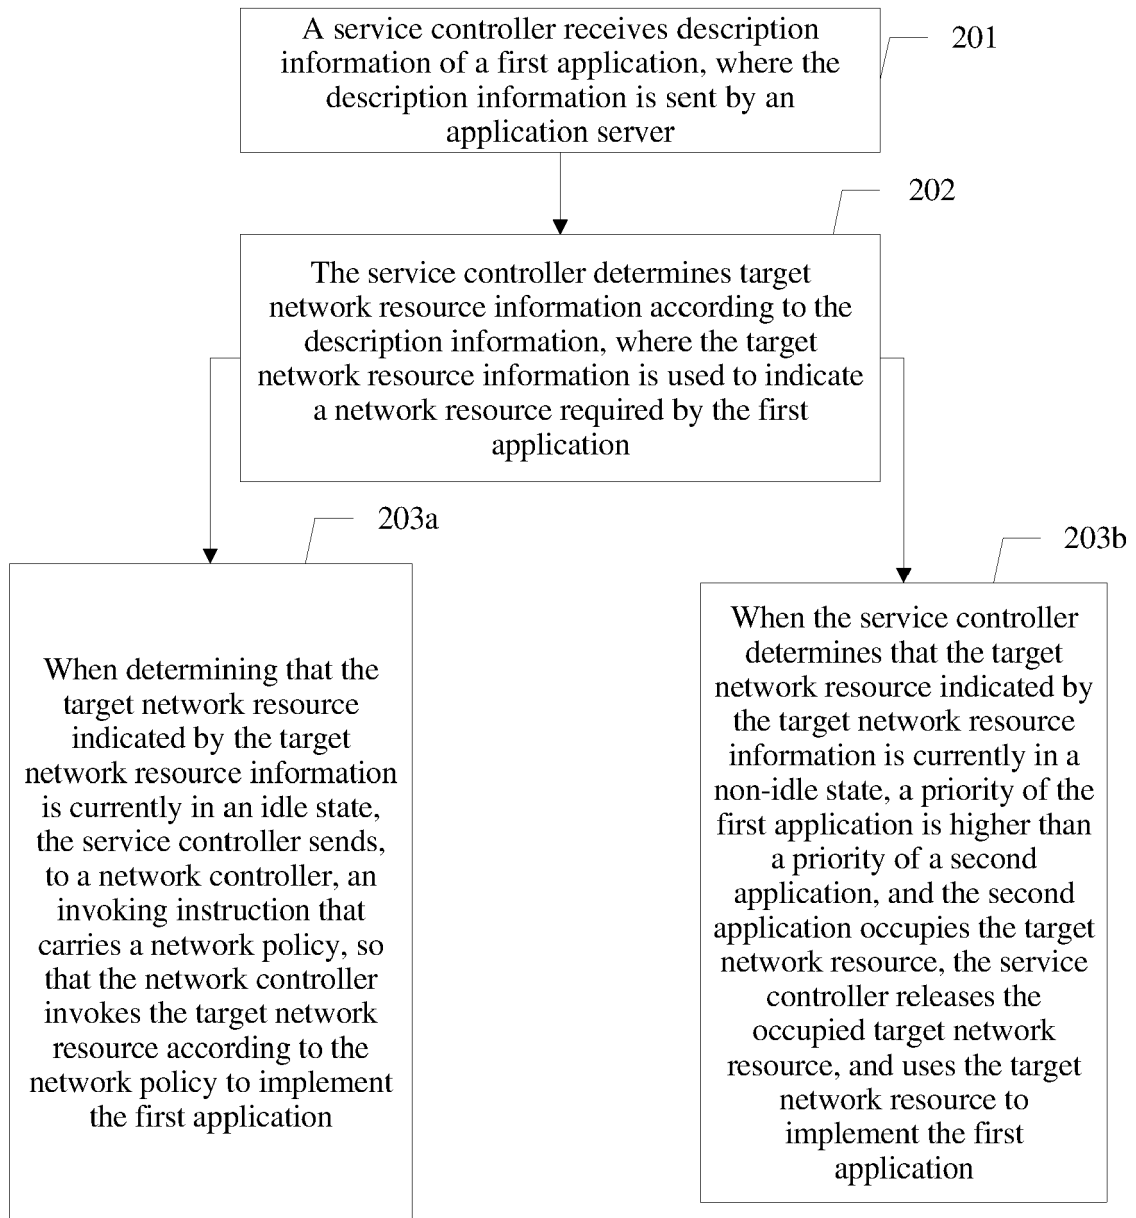 A service controller receives description
information of a first application, where the
description information is sent by an
application server
201
202
The service controller determines target
network resource information according to the
description information, where the target
network resource information is used to indicate
a network resource required by the first
application
203a
203b
When determining that the
target network resource
indicated by the target
network resource information
is currently in an idle state,
the service controller sends,
to a network controller, an
invoking instruction that
carries a network policy, so
that the network controller
invokes the target network
resource according to the
network policy to implement
the first application
When the service controller
determines that the target
network resource indicated by
the target network resource
information is currently in a
non-idle state, a priority of the
first application is higher than
a priority of a second
application, and the second
application occupies the target
network resource, the service
controller releases the
occupied target network
resource, and uses the target
network resource to
implement the first
application